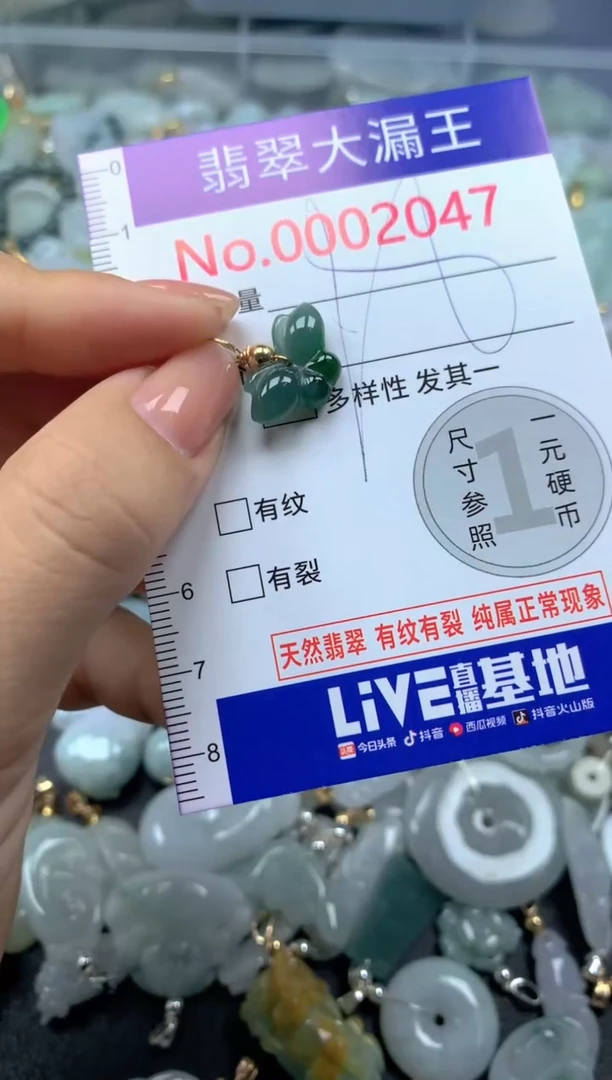 0
翡翠大漏王
1
No.0002047
量
多样性 发其一
尺寸参照
1
一元硬币
有纹
6
有裂
天然翡翠 有纹有裂 纯属正常现象
7
LiVE直播基地
8
头条 今日头条 抖音 西瓜视频 抖音火山版